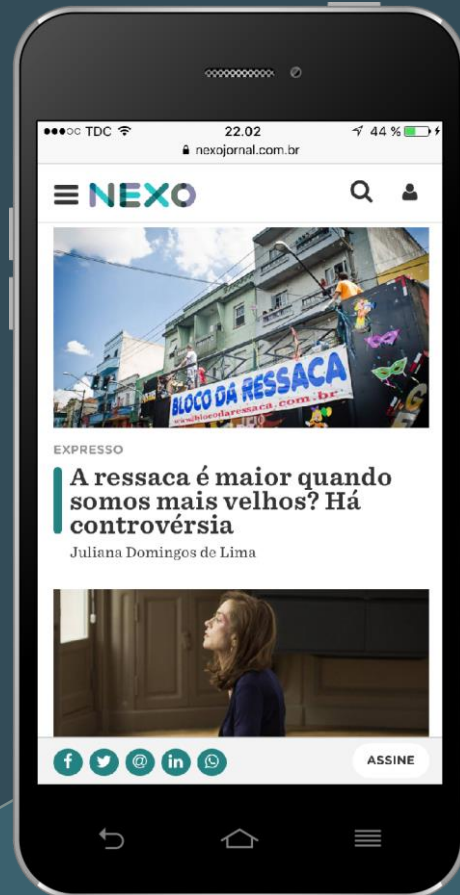 TDC 22.02 44 %
nexojornal.com.br
NEXO
BLOCO DA RESSACA
www.blocodaressaca.com.br
EXPRESSO
A ressaca é maior quando
somos mais velhos? Há
controvérsia
Juliana Domingos de Lima
ASSINE